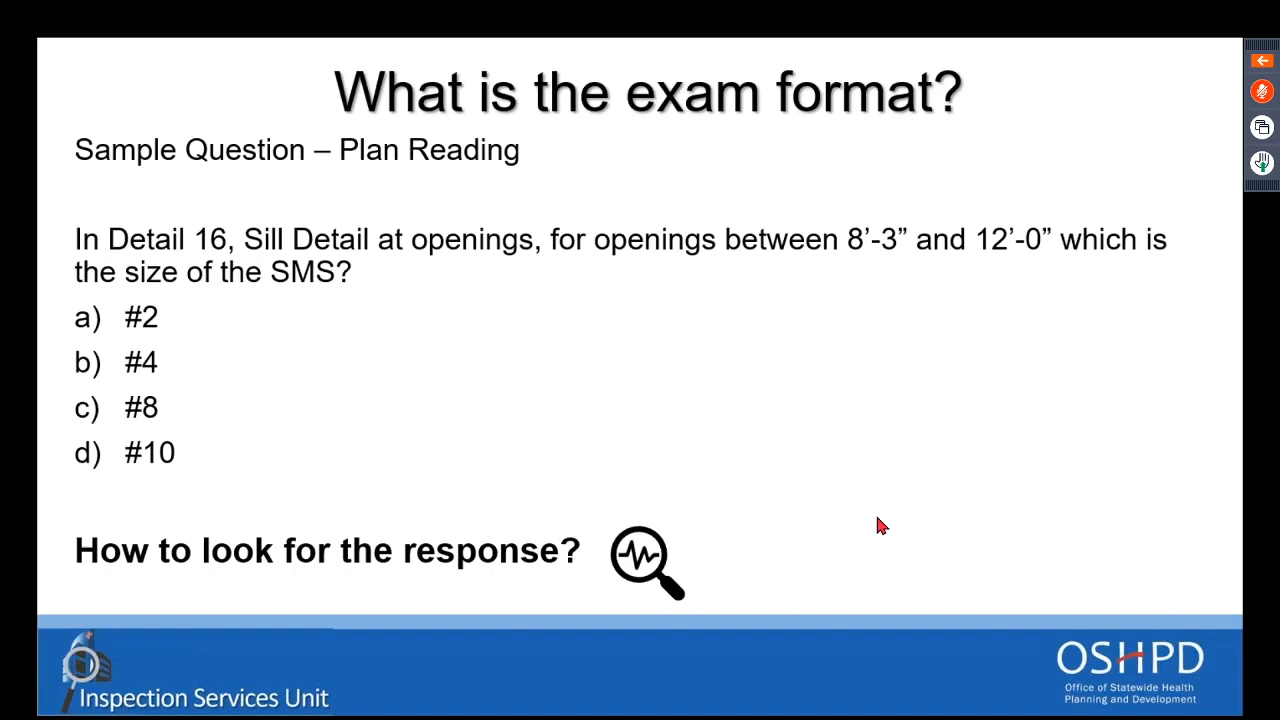 What is the exam format?
Sample Question – Plan Reading
In Detail 16, Sill Detail at openings, for openings between 8’-3” and 12’-0” which is
the size of the SMS?
a) #2
b) #4
c) #8
d) #10
How to look for the response?
Inspection Services Unit
OSHPD
Office of Statewide Health
Planning and Development